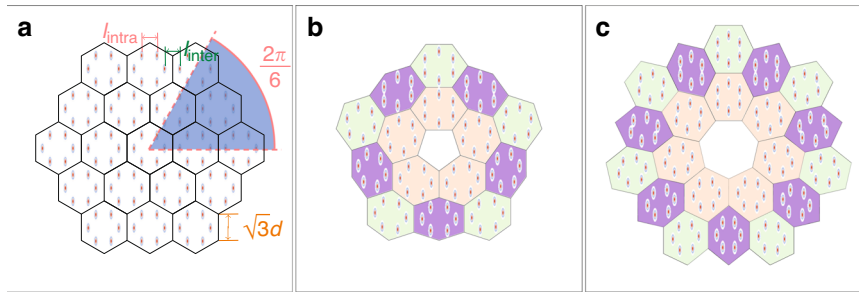 a
l_intra
l_inter
2π
6
√3d
b
c